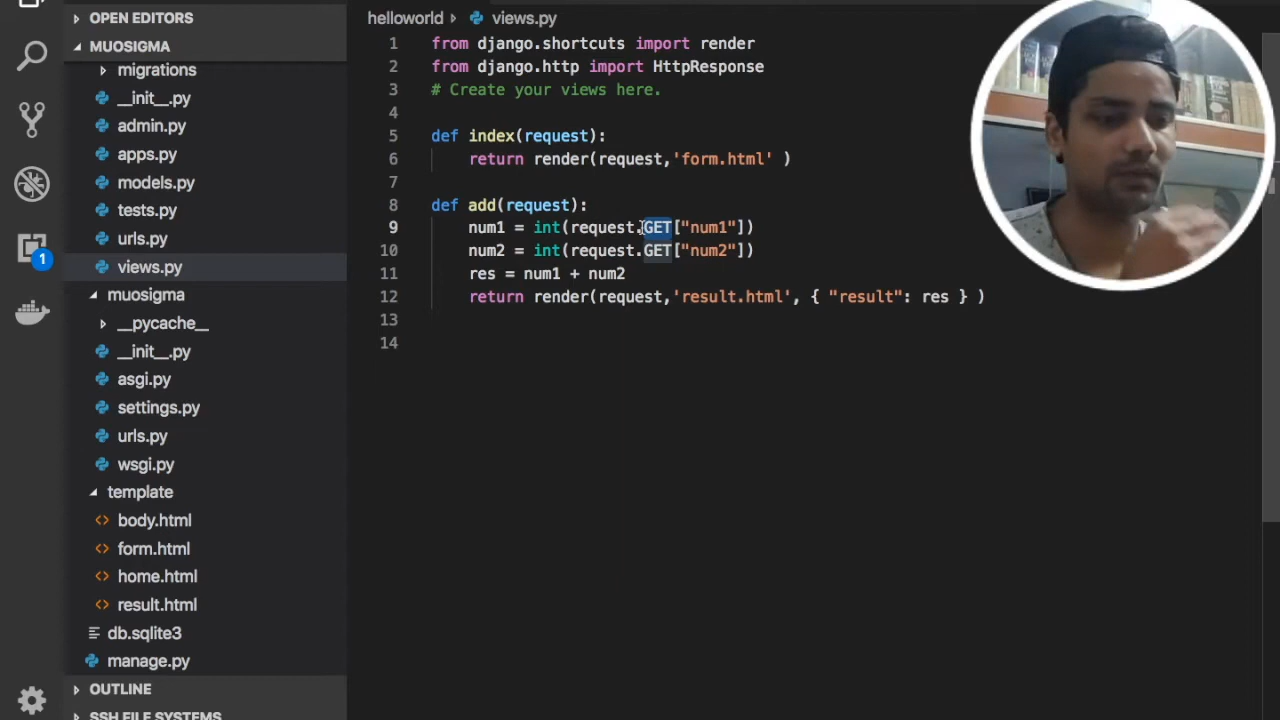 OPEN EDITORS
MUOSIGMA
migrations
__init__.py
admin.py
apps.py
models.py
tests.py
urls.py
views.py
muosigma
__pycache__
__init__.py
asgi.py
settings.py
urls.py
wsgi.py
template
body.html
form.html
home.html
result.html
db.sqlite3
manage.py
OUTLINE
SSH FILE SYSTEMS
1
helloworld views.py
1 from django.shortcuts import render
2 from django.http import HttpResponse
3 # Create your views here.
4
5 def index(request):
6 return render(request,'form.html' )
7
8 def add(request):
9 num1 = int(request.GET["num1"])
10 num2 = int(request.GET["num2"])
11 res = num1 + num2
12 return render(request,'result.html', { "result": res } )
13
14